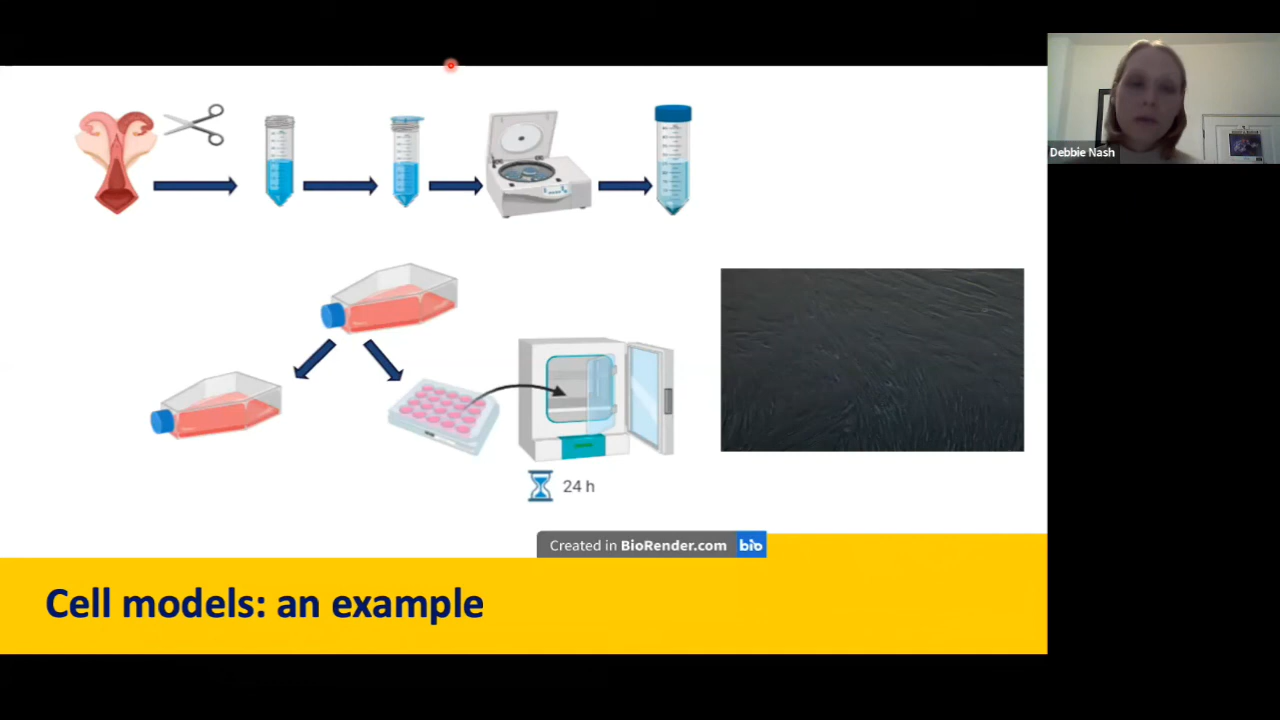 Debbie Nash
24 h
Created in BioRender.com bio
Cell models: an example